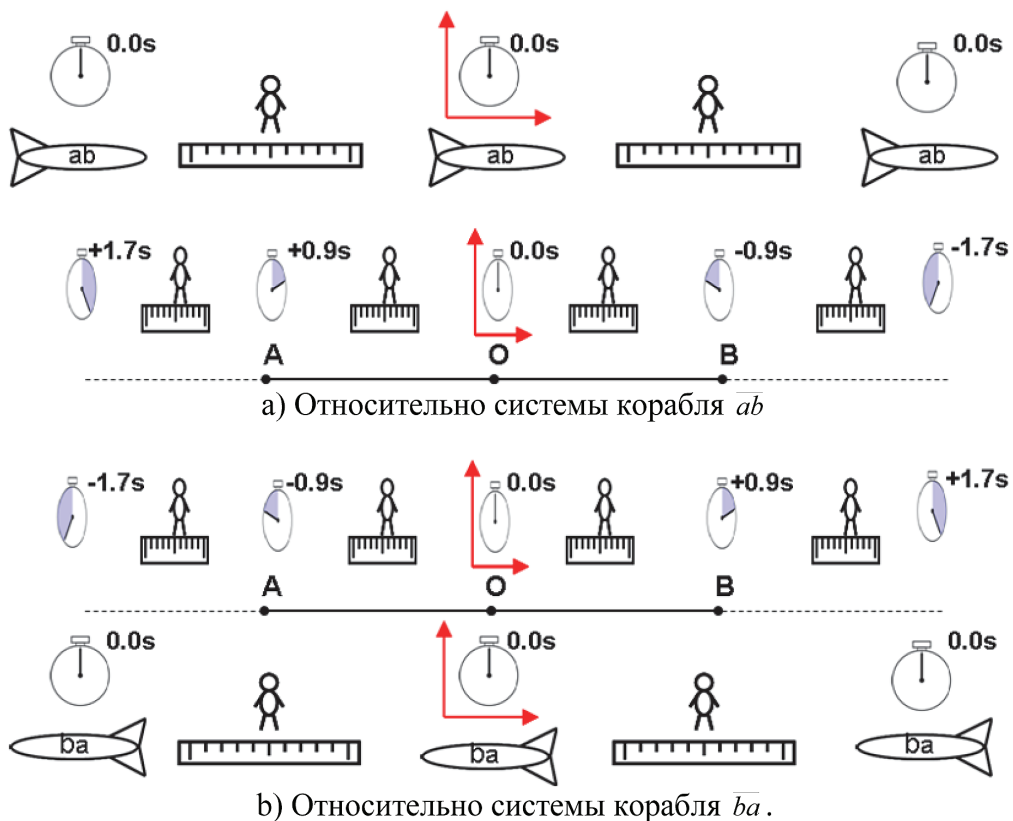 0.0s 0.0s 0.0s
ab ab ab
+1.7s +0.9s 0.0s -0.9s -1.7s
A O B
a) Относительно системы корабля ab
-1.7s -0.9s 0.0s +0.9s +1.7s
A O B
0.0s 0.0s 0.0s
ba ba ba
b) Относительно системы корабля ba.